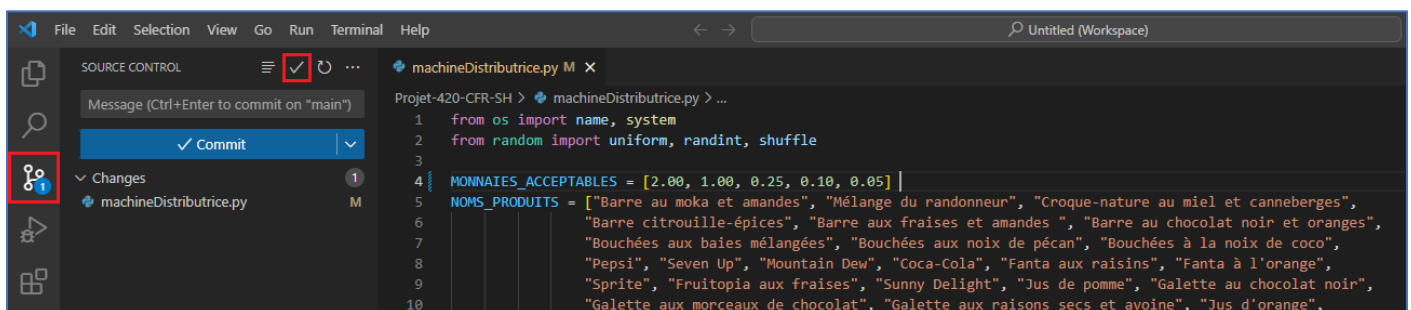 File Edit Selection View Go Run Terminal Help
Untitled (Workspace)
SOURCE CONTROL
Message (Ctrl+Enter to commit on "main")
Commit
Changes 1
machineDistributrice.py M
1
machineDistributrice.py M
Projet-420-CFR-SH > machineDistributrice.py > ...
1 from os import name, system
2 from random import uniform, randint, shuffle
3
4 MONNAIES_ACCEPTABLES = [2.00, 1.00, 0.25, 0.10, 0.05]
5 NOMS_PRODUITS = ["Barre au moka et amandes", "Mélange du randonneur", "Croque-nature au miel et canneberges",
6 "Barre citrouille-épices", "Barre aux fraises et amandes ", "Barre au chocolat noir et oranges",
7 "Bouchées aux baies mélangées", "Bouchées aux noix de pécan", "Bouchées à la noix de coco",
8 "Pepsi", "Seven Up", "Mountain Dew", "Coca-Cola", "Fanta aux raisins", "Fanta à l'orange",
9 "Sprite", "Fruitopia aux fraises", "Sunny Delight", "Jus de pomme", "Galette au chocolat noir",
10 "Galette aux morceaux de chocolat", "Galette aux raisons secs et avoine", "Jus d'orange",